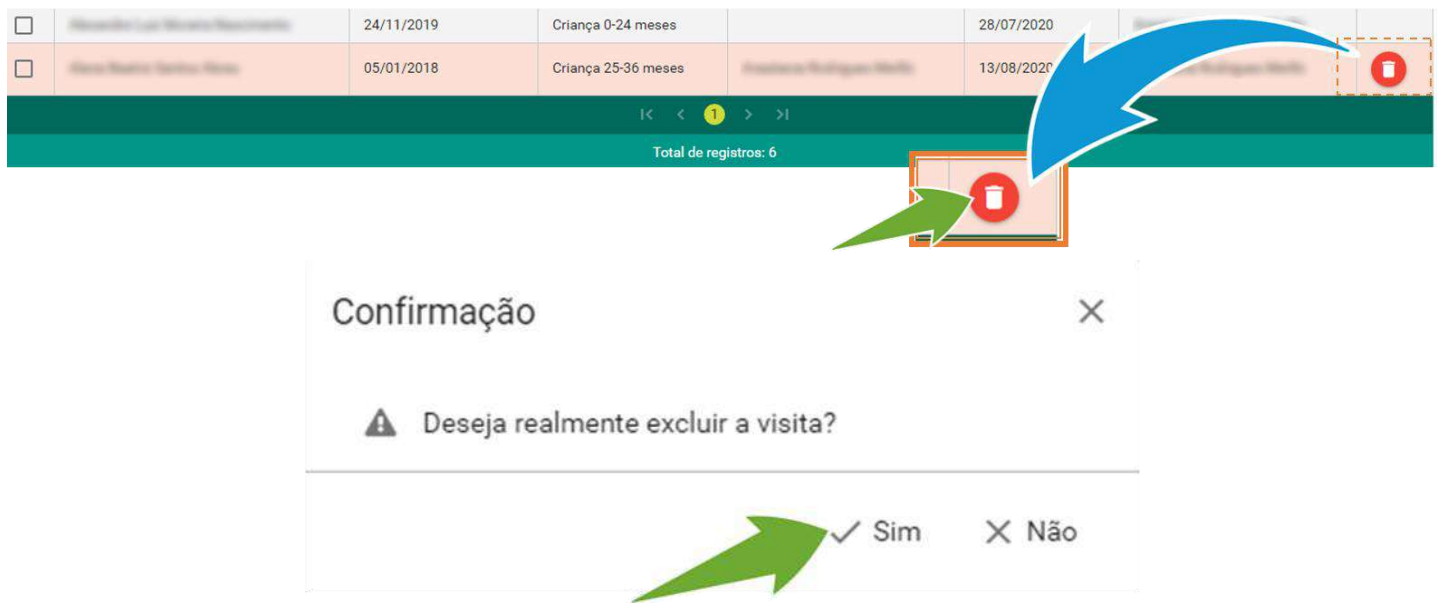 24/11/2019 Criança 0-24 meses 28/07/2020
05/01/2018 Criança 25-36 meses 13/08/2020
1
Total de registros: 6
Confirmação
Deseja realmente excluir a visita?
Sim Não